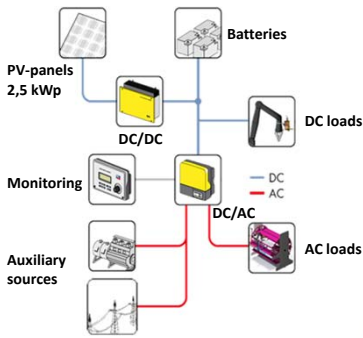 Batteries
PV-panels
2,5 kWp
DC/DC
DC loads
Monitoring
DC
AC
DC/AC
AC loads
Auxiliary
sources